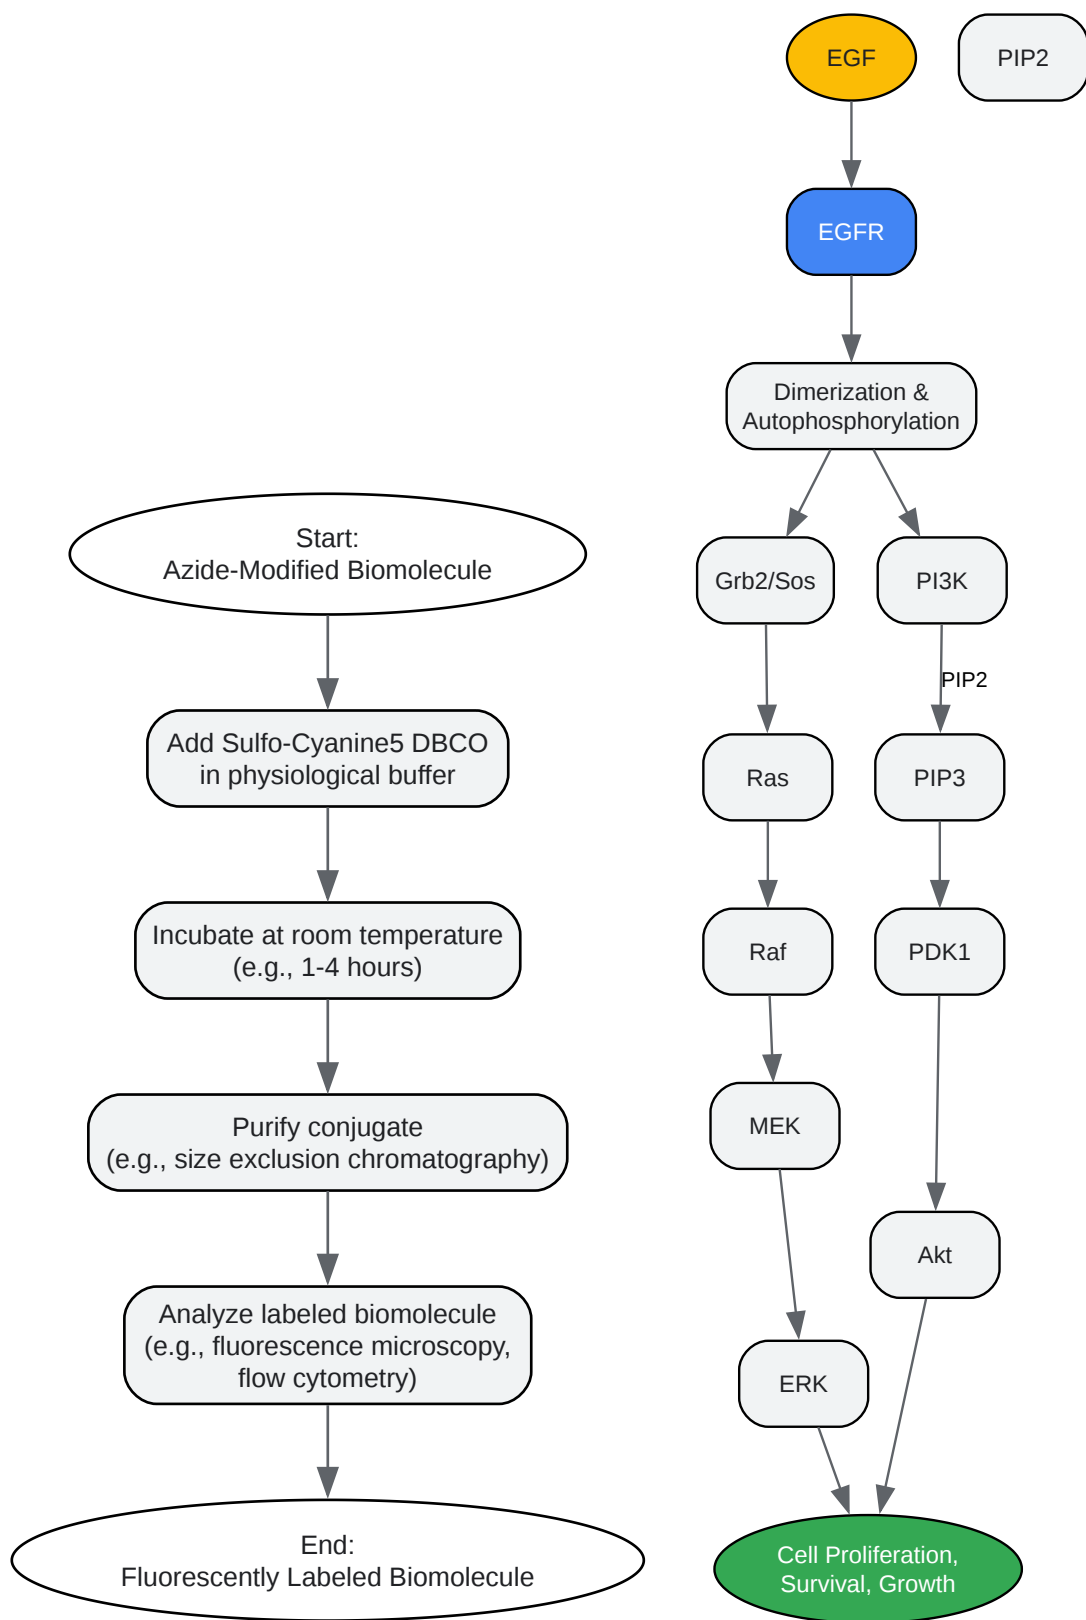 Start:
Azide-Modified Biomolecule
Add Sulfo-Cyanine5 DBCO
in physiological buffer
Incubate at room temperature
(e.g., 1-4 hours)
Purify conjugate
(e.g., size exclusion chromatography)
Analyze labeled biomolecule
(e.g., fluorescence microscopy,
flow cytometry)
End:
Fluorescently Labeled Biomolecule
EGF
PIP2
EGFR
Dimerization &
Autophosphorylation
Grb2/Sos
PI3K
PIP2
Ras
PIP3
Raf
PDK1
MEK
Akt
ERK
Cell Proliferation,
Survival, Growth